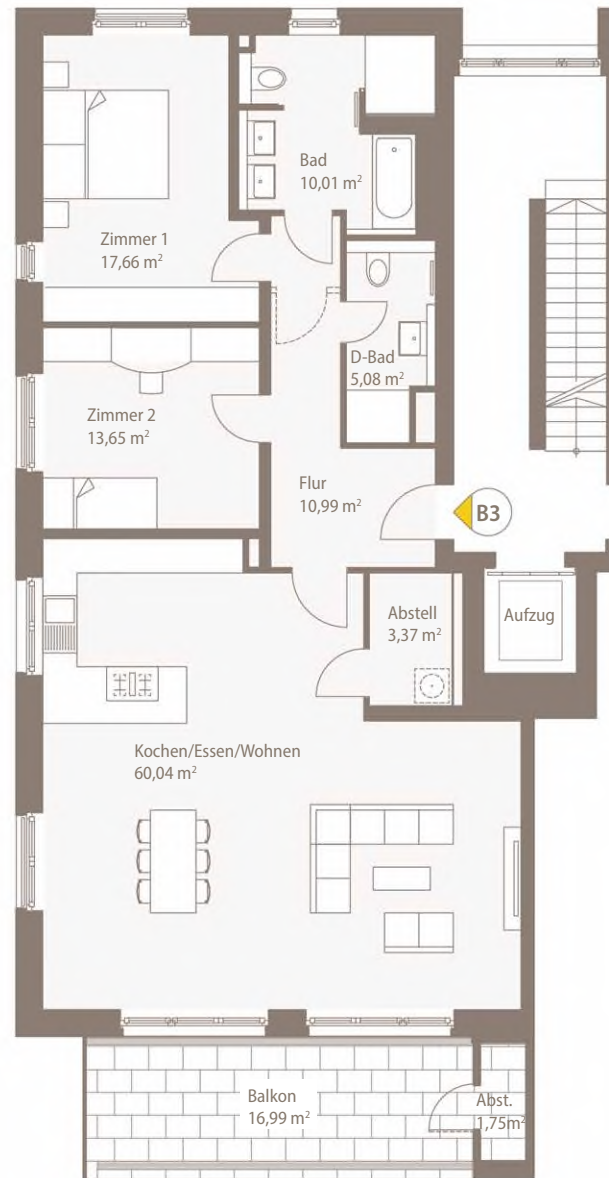 Bad
10,01 m²
Zimmer 1
17,66 m²
D-Bad
5,08 m²
Zimmer 2
13,65 m²
Flur
10,99 m²
B3
Abstell
3,37 m²
Aufzug
Kochen/Essen/Wohnen
60,04 m²
Balkon
16,99 m²
Abst.
1,75m²